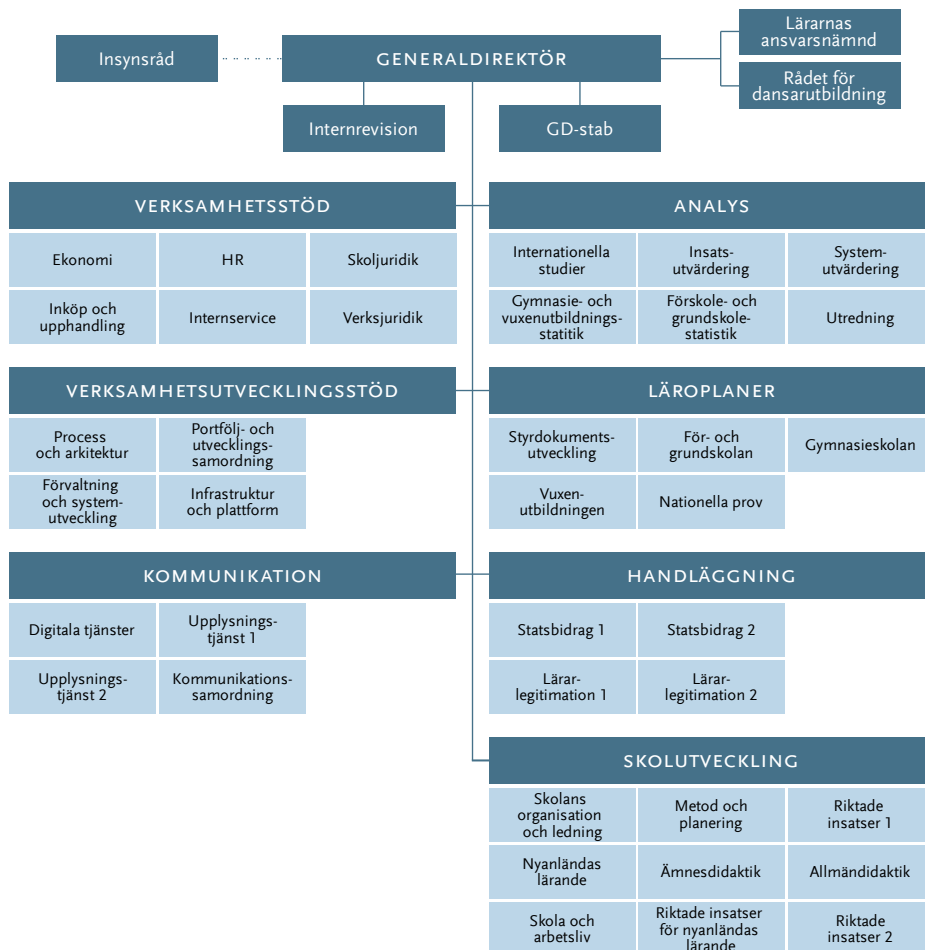 Insynsråd
GENERALDIREKTÖR
Lärarnas
ansvarsnämnd
Rådet för
dansarutbildning
Internrevision
GD-stab
VERKSAMHETSSTÖD
Ekonomi
HR
Skoljuridik
Inköp och
upphandling
Internservice
Verksjuridik
ANALYS
Internationella
studier
Insats-
utvärdering
System-
utvärdering
Gymnasie- och
vuxenutbildnings-
statitik
Förskole- och
grundskole-
statistik
Utredning
VERKSAMHETSUTVECKLINGSSTÖD
Process
och arkitektur
Portfölj- och
utvecklings-
samordning
Förvaltning
och system-
utveckling
Infrastruktur
och plattform
LÄROPLANER
Styrdokuments-
utveckling
För- och
grundskolan
Gymnasieskolan
Vuxen-
utbildningen
Nationella prov
KOMMUNIKATION
Digitala tjänster
Upplysnings-
tjänst 1
Upplysnings-
tjänst 2
Kommunikations-
samordning
HANDLÄGGNING
Statsbidrag 1
Statsbidrag 2
Lärar-
legitimation 1
Lärar-
legitimation 2
SKOLUTVECKLING
Skolans
organisation
och ledning
Metod och
planering
Riktade
insatser 1
Nyanländas
lärande
Ämnesdidaktik
Allmändidaktik
Skola och
arbetsliv
Riktade insatser
för nyanländas
lärande
Riktade
insatser 2